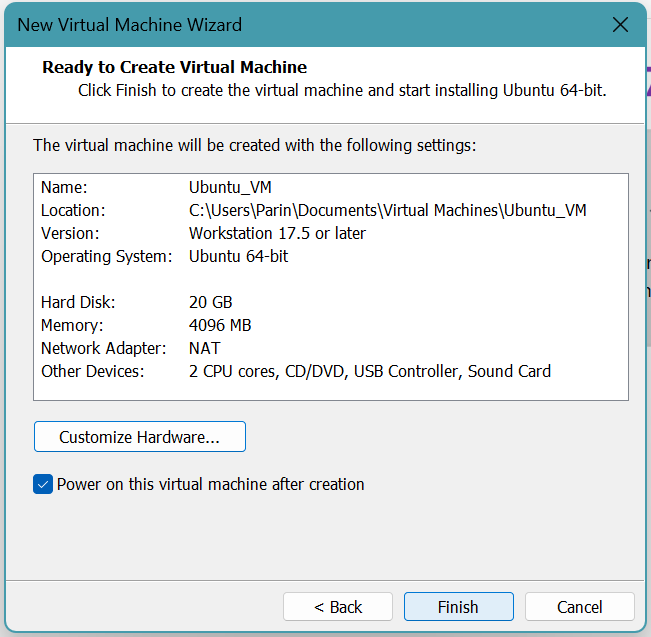 New Virtual Machine Wizard
Ready to Create Virtual Machine
Click Finish to create the virtual machine and start installing Ubuntu 64-bit.
The virtual machine will be created with the following settings:
Name: Ubuntu_VM
Location: C:\Users\Parin\Documents\Virtual Machines\Ubuntu_VM
Version: Workstation 17.5 or later
Operating System: Ubuntu 64-bit
Hard Disk: 20 GB
Memory: 4096 MB
Network Adapter: NAT
Other Devices: 2 CPU cores, CD/DVD, USB Controller, Sound Card
Customize Hardware...
Power on this virtual machine after creation
< Back Finish Cancel